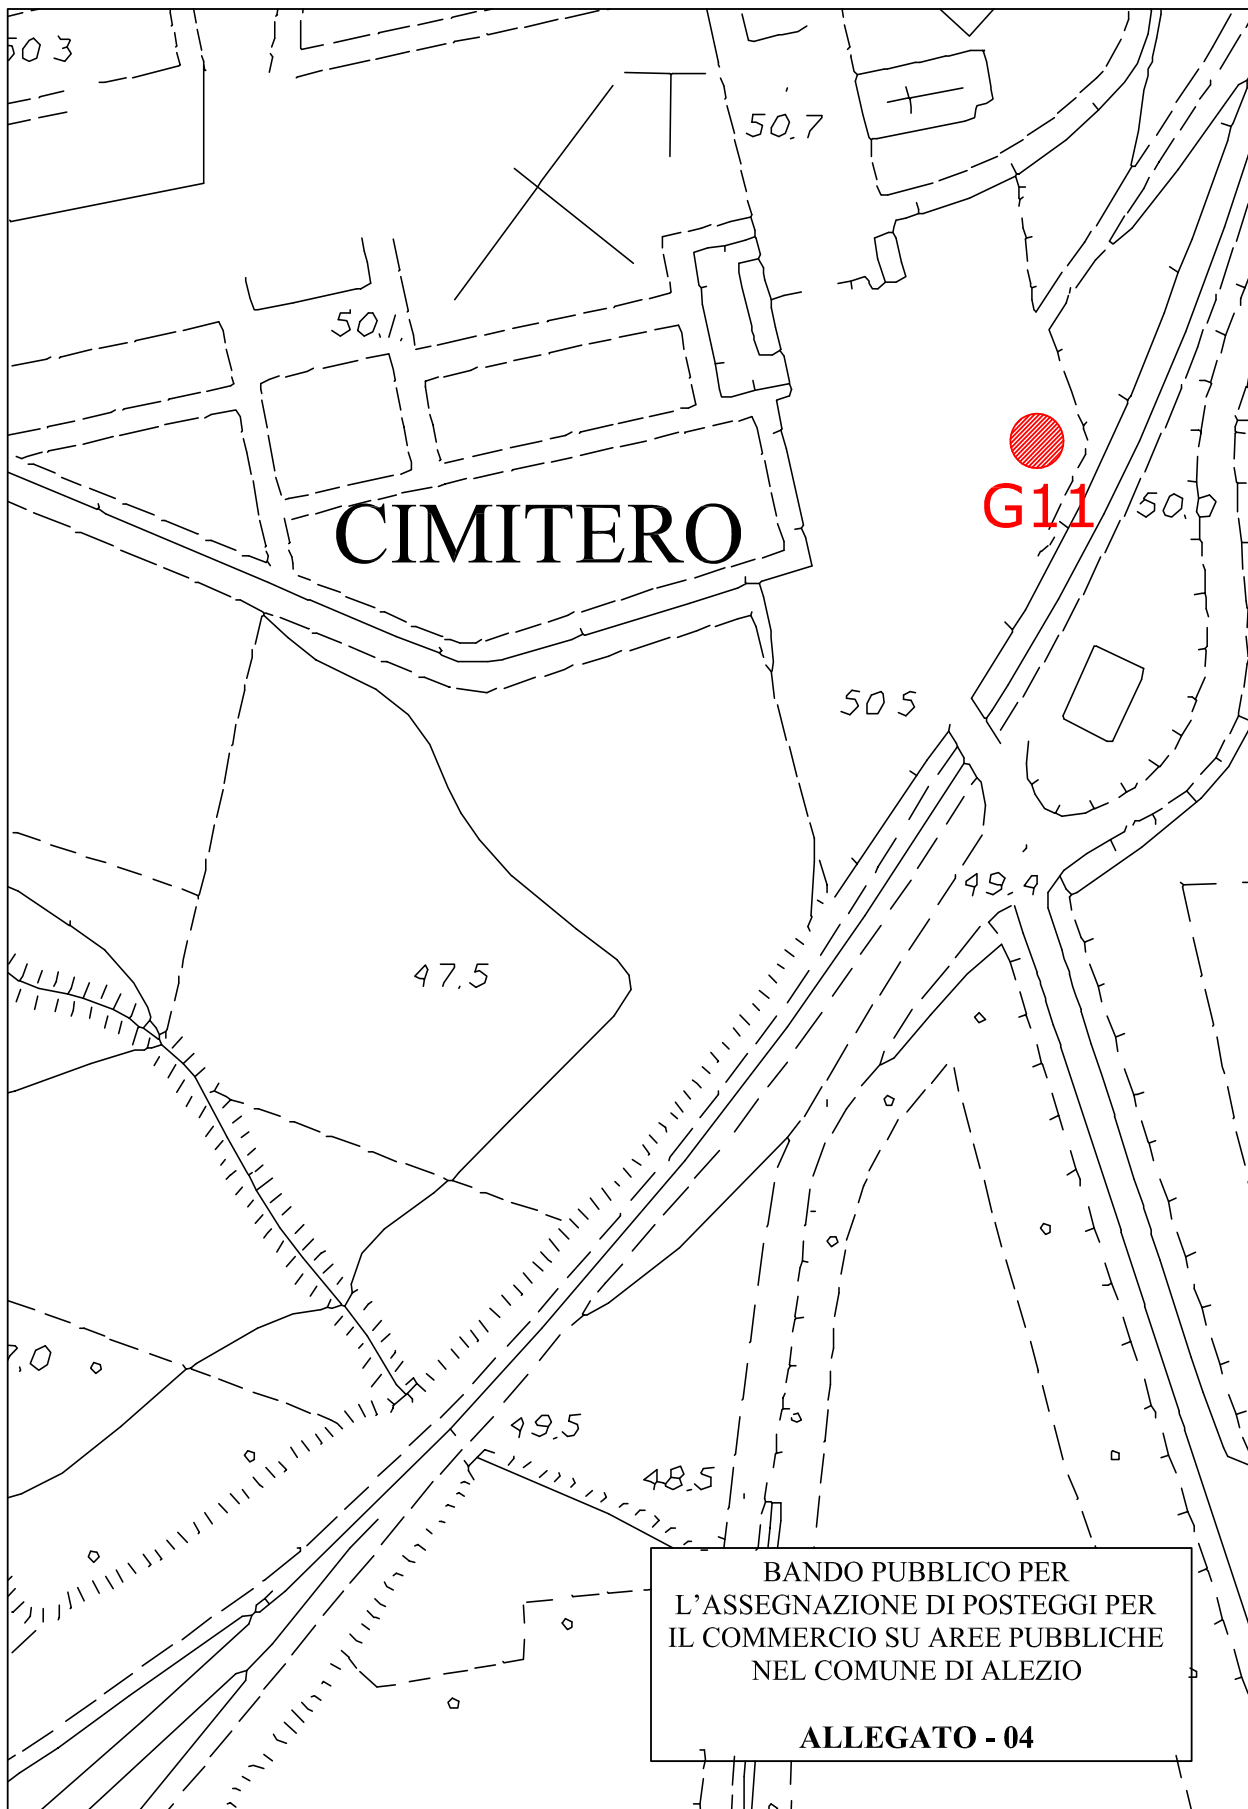 50 3
50.7
50.1.
CIMITERO
G11
50.0
50 5
49.4
47.5
7.0
49.5
48.5
BANDO PUBBLICO PER
L'ASSEGNAZIONE DI POSTEGGI PER
IL COMMERCIO SU AREE PUBBLICHE
NEL COMUNE DI ALEZIO
ALLEGATO - 04